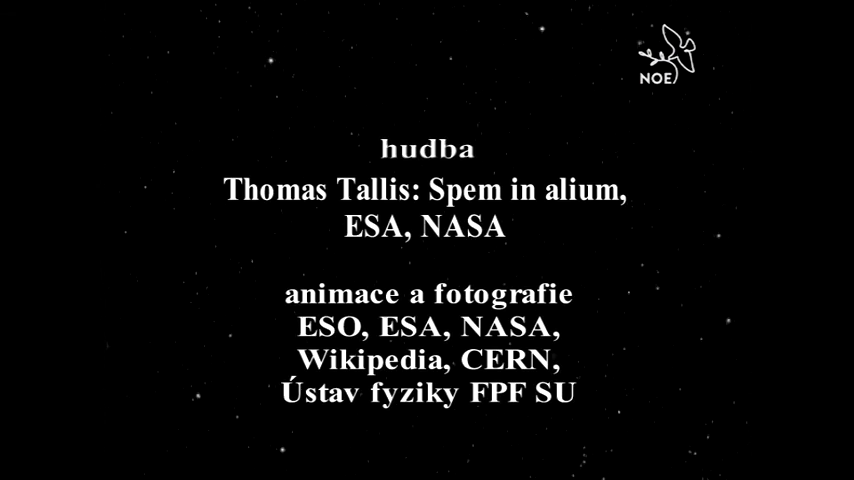 NOE
hudba
Thomas Tallis: Spem in alium,
ESA, NASA
animace a fotografie
ESO, ESA, NASA,
Wikipedia, CERN,
Ústav fyziky FPF SU